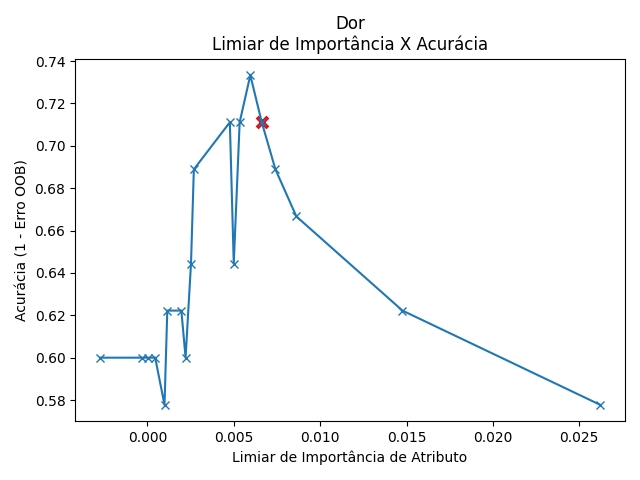 Dor
Limiar de Importância X Acurácia
0.74
0.72
0.70
0.68
0.66
0.64
0.62
0.60
0.58
Acurácia (1 - Erro OOB)
0.000 0.005 0.010 0.015 0.020 0.025
Limiar de Importância de Atributo